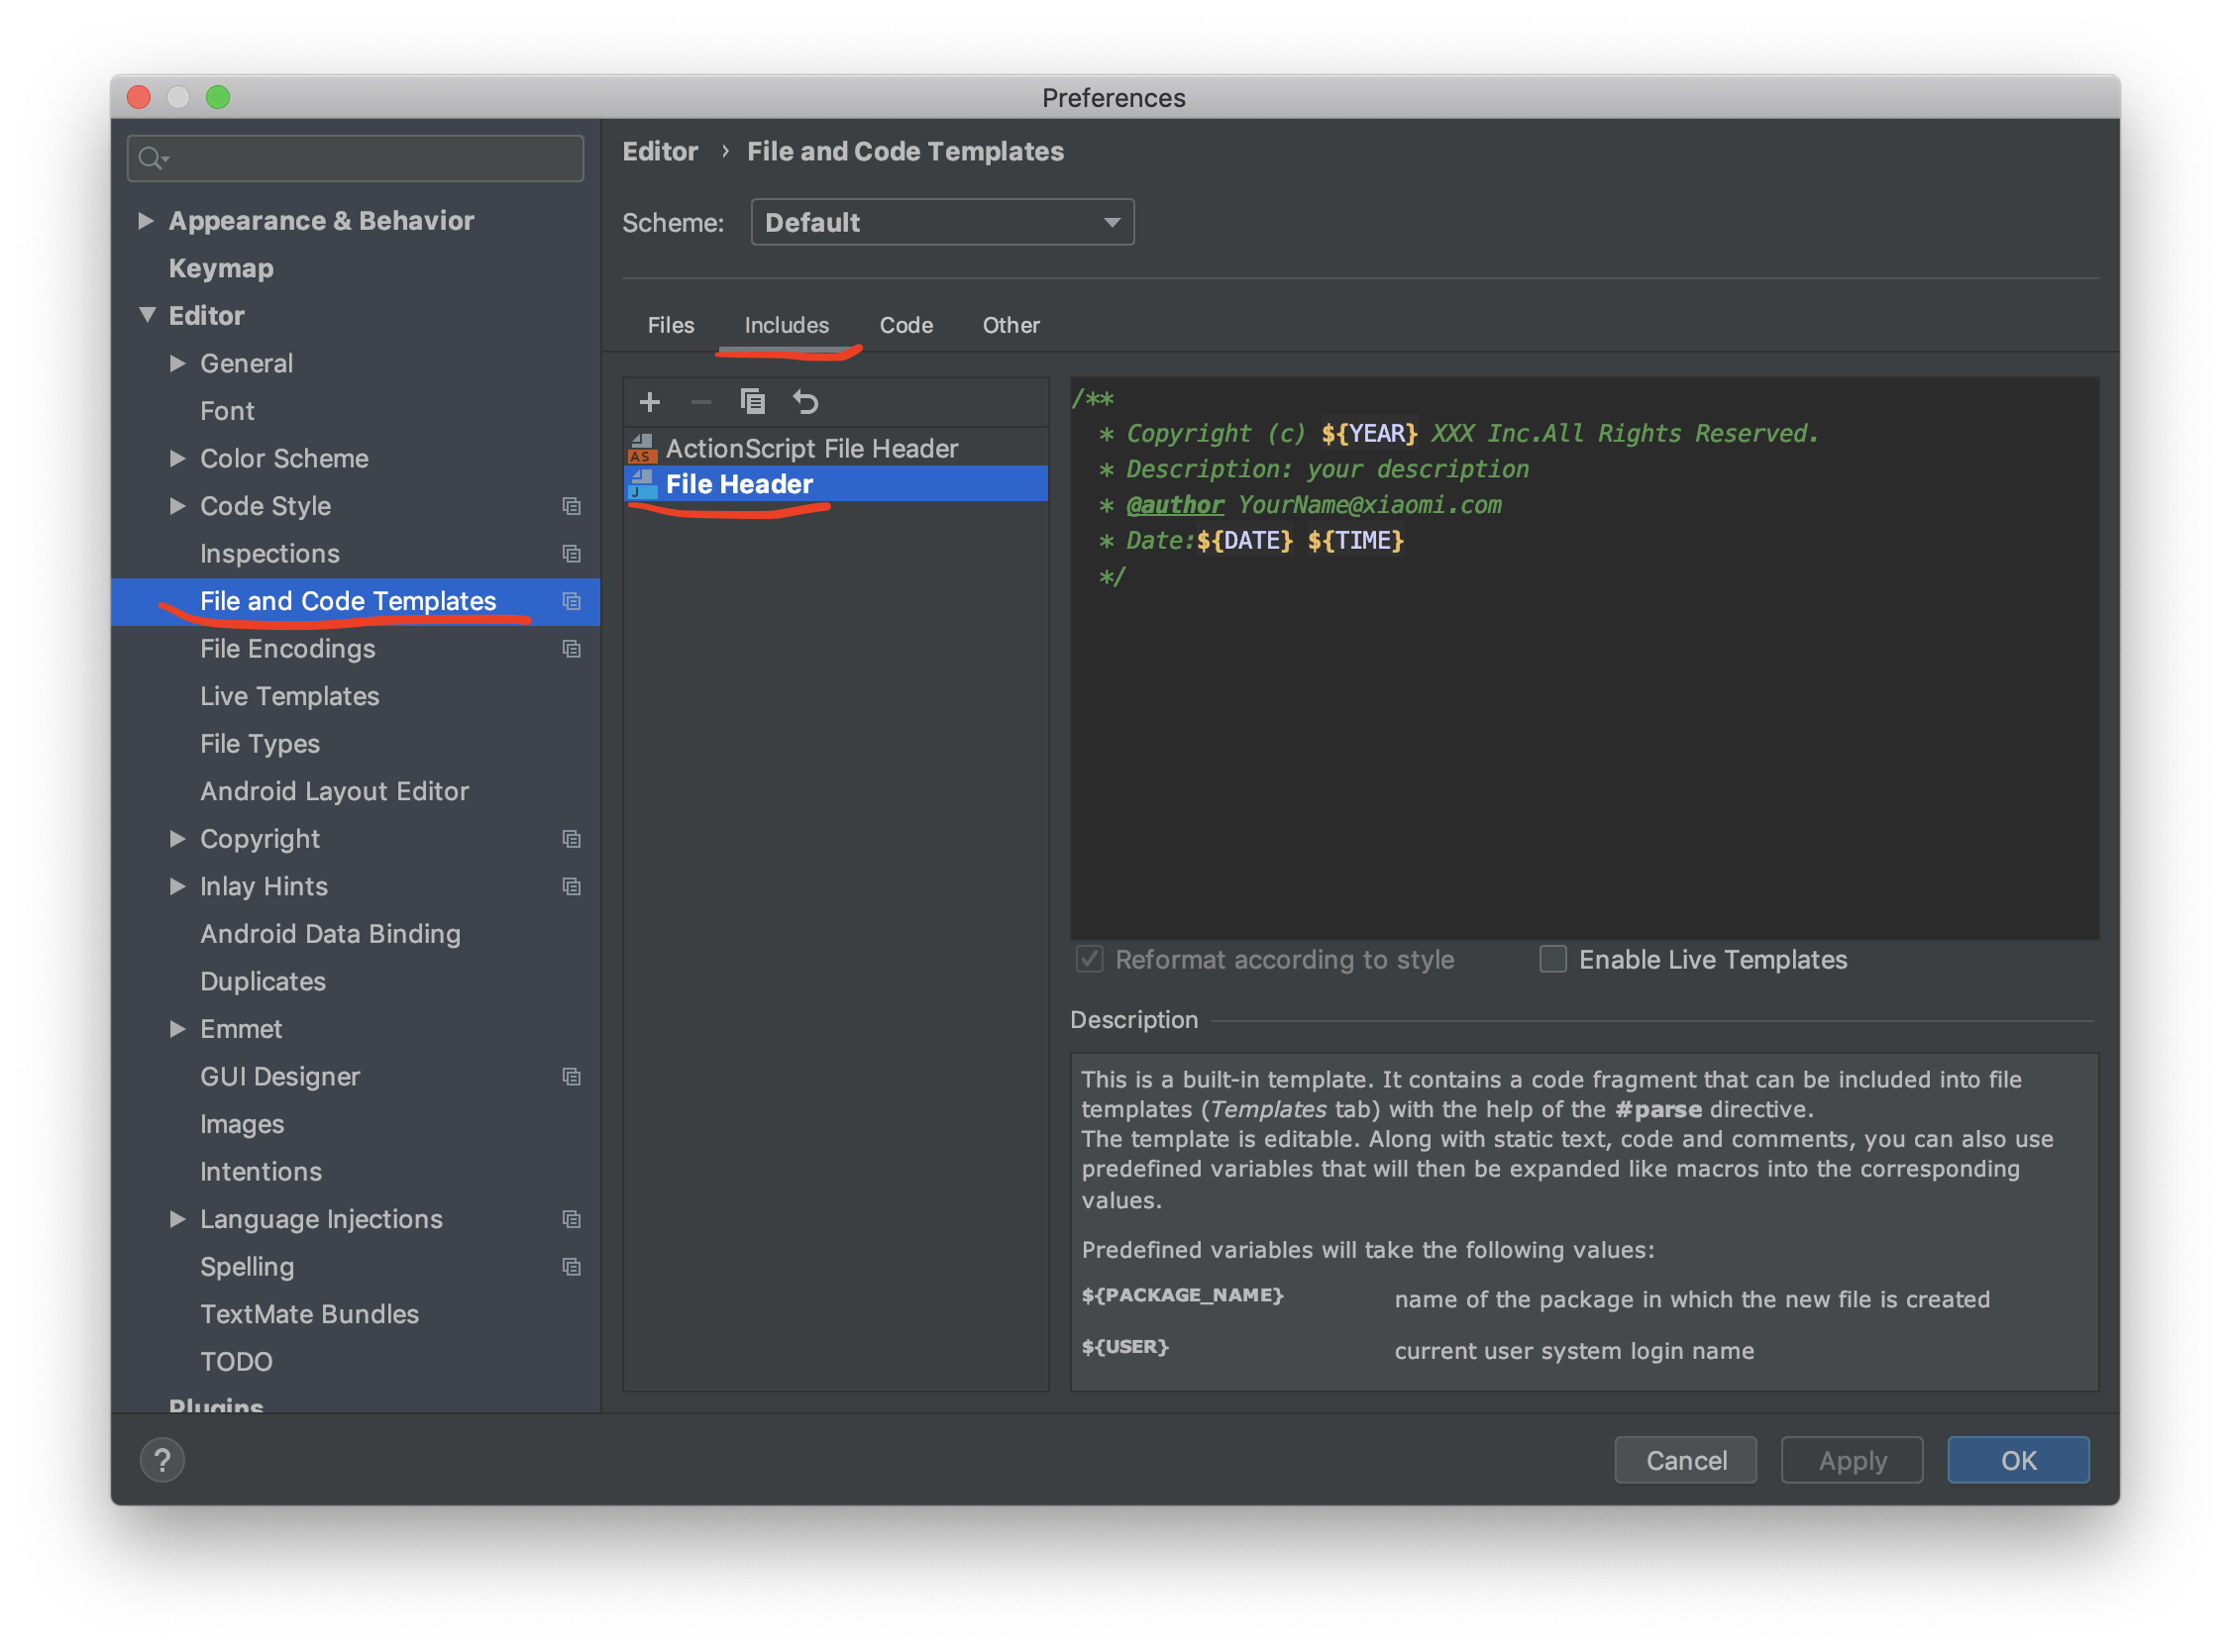 Preferences
Appearance & Behavior
Keymap
Editor
General
Font
Color Scheme
Code Style
Inspections
File and Code Templates
File Encodings
Live Templates
File Types
Android Layout Editor
Copyright
Inlay Hints
Android Data Binding
Duplicates
Emmet
GUI Designer
Images
Intentions
Language Injections
Spelling
TextMate Bundles
TODO
Plugins
Editor › File and Code Templates
Scheme: Default
Files Includes Code Other
AS ActionScript File Header
J File Header
/**
* Copyright (c) ${YEAR} XXX Inc.All Rights Reserved.
* Description: your description
* @author YourName@xiaomi.com
* Date:${DATE} ${TIME}
*/
Reformat according to style Enable Live Templates
Description
This is a built-in template. It contains a code fragment that can be included into file
templates (Templates tab) with the help of the #parse directive.
The template is editable. Along with static text, code and comments, you can also use
predefined variables that will then be expanded like macros into the corresponding
values.
Predefined variables will take the following values:
${PACKAGE_NAME} name of the package in which the new file is created
${USER} current user system login name
? Cancel Apply OK